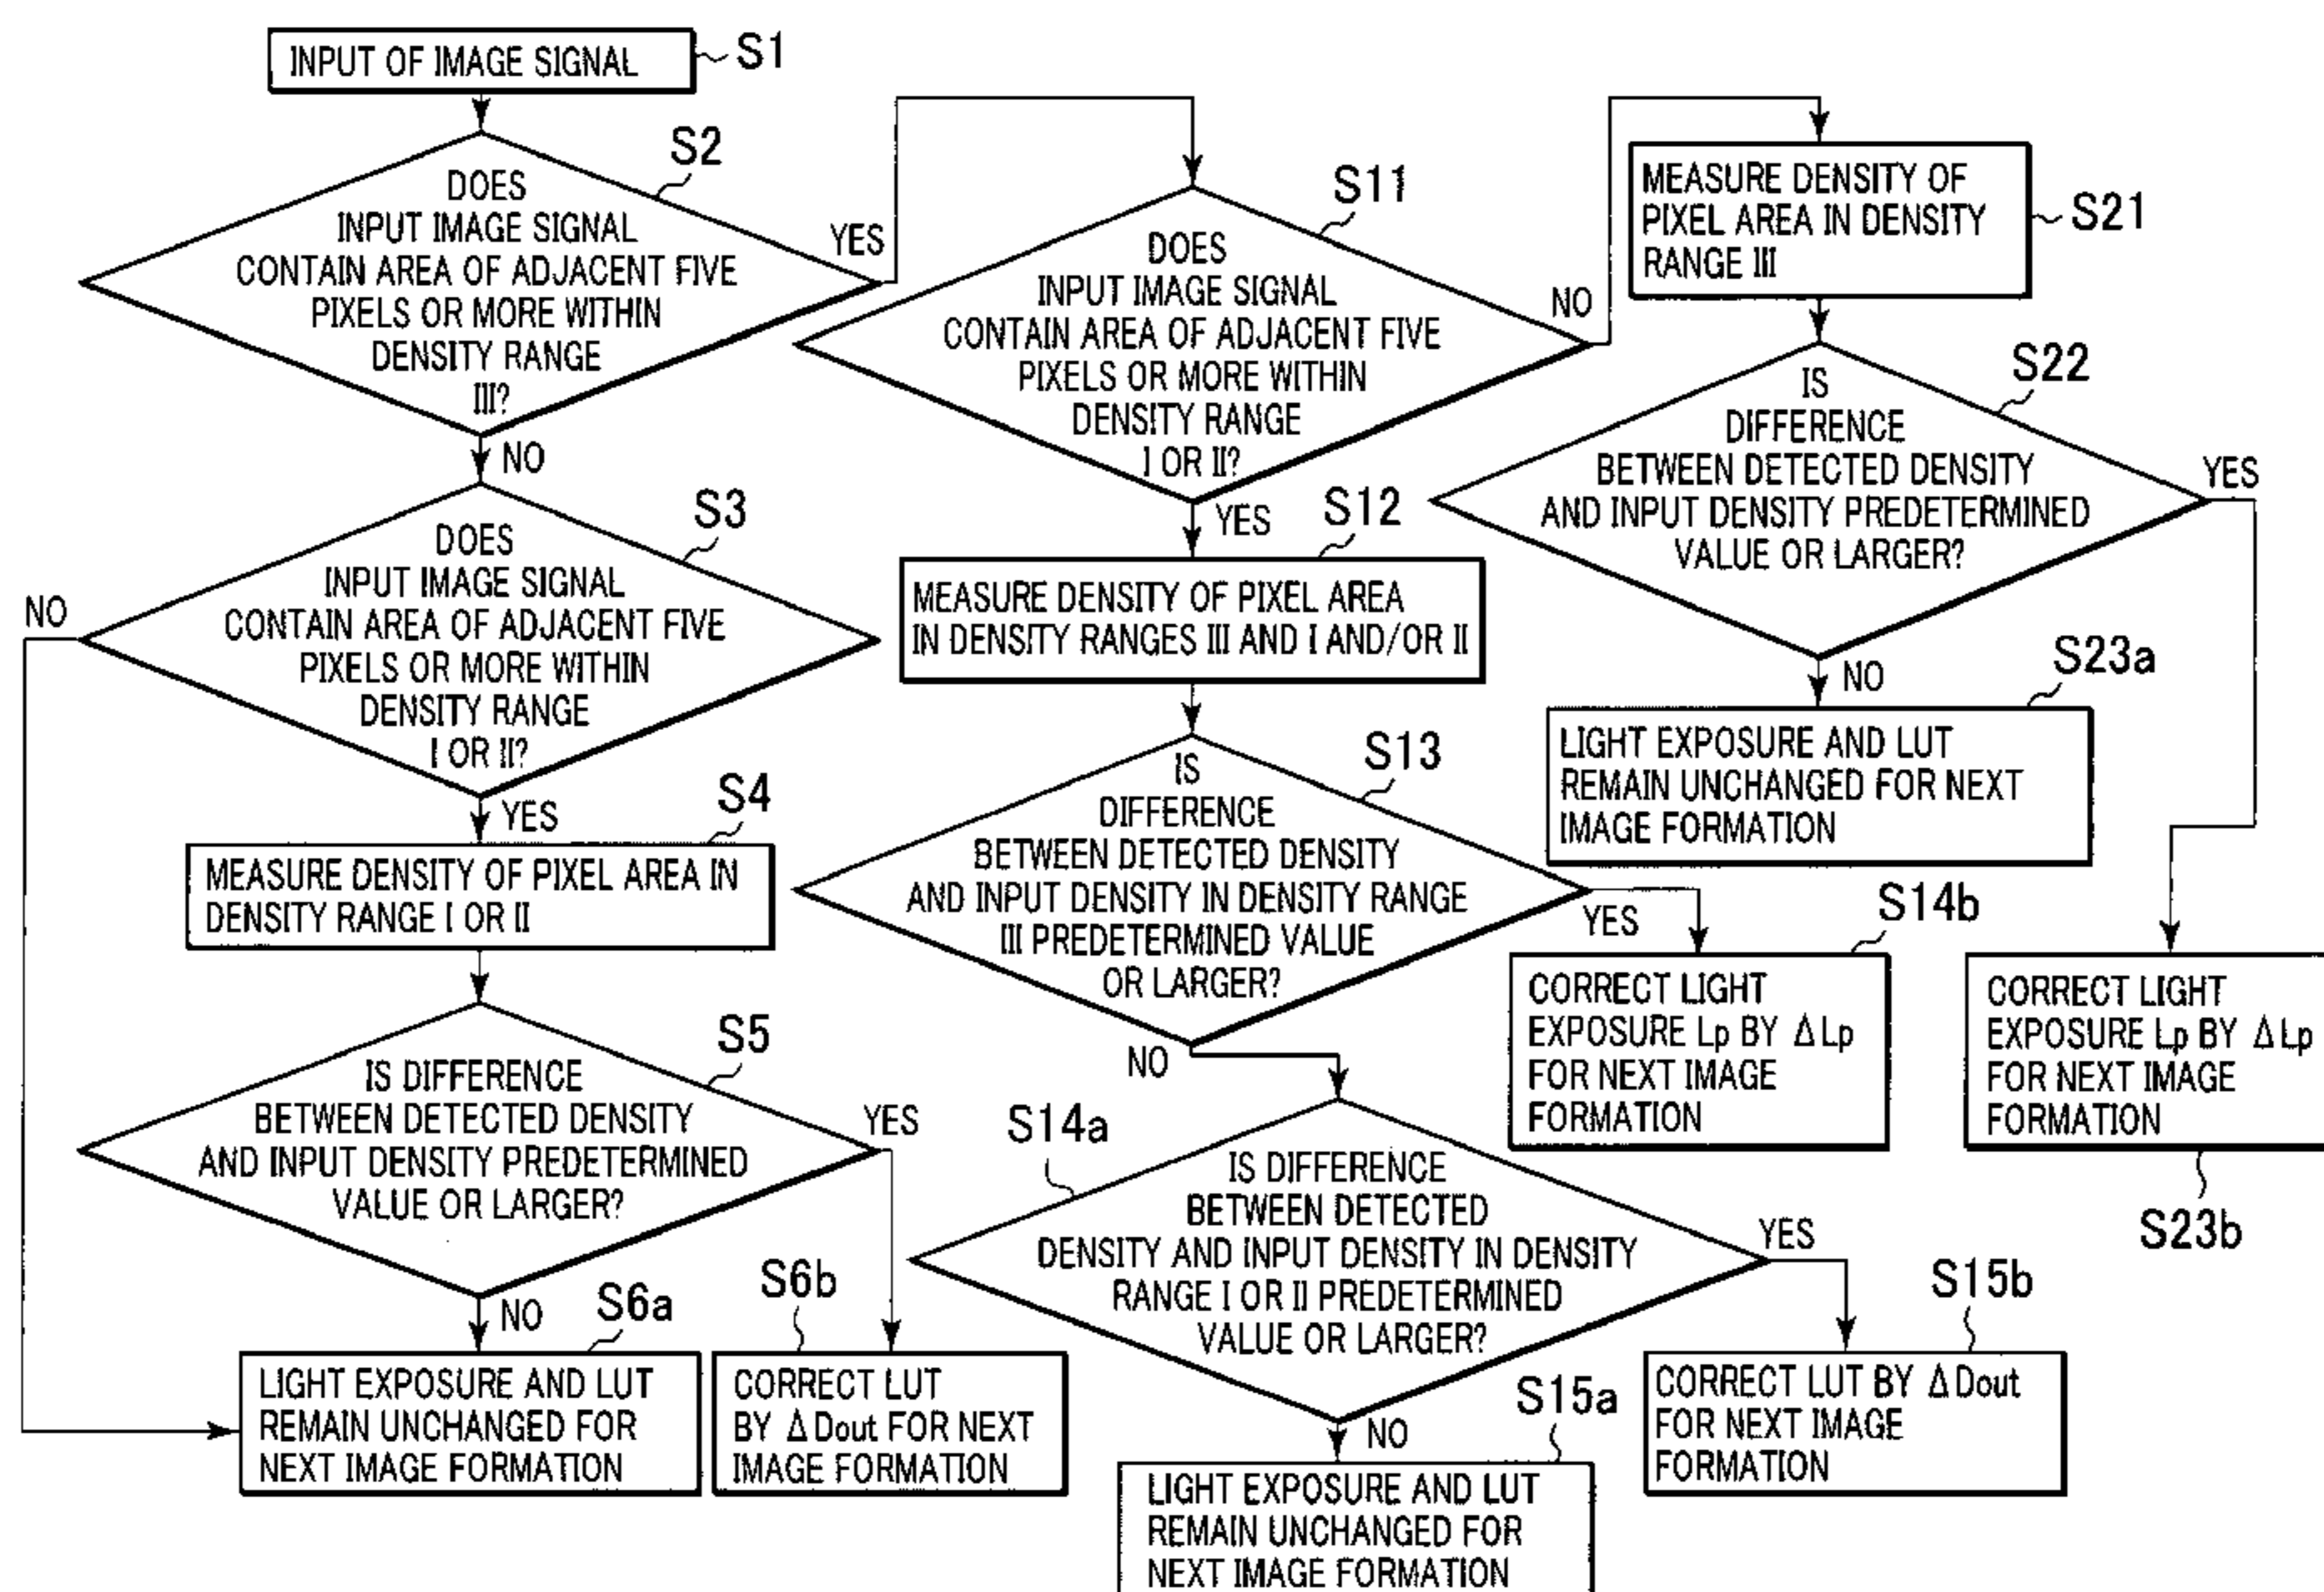 INPUT OF IMAGE SIGNAL
S1
S2
DOES
INPUT IMAGE SIGNAL
CONTAIN AREA OF ADJACENT FIVE
PIXELS OR MORE WITHIN
DENSITY RANGE
III?
YES
NO
S3
DOES
INPUT IMAGE SIGNAL
CONTAIN AREA OF ADJACENT FIVE
PIXELS OR MORE WITHIN
DENSITY RANGE
I OR II?
NO
YES
S4
MEASURE DENSITY OF PIXEL AREA IN
DENSITY RANGE I OR II
S5
IS DIFFERENCE
BETWEEN DETECTED DENSITY
AND INPUT DENSITY PREDETERMINED
VALUE OR LARGER?
YES
NO
S6a
LIGHT EXPOSURE AND LUT
REMAIN UNCHANGED FOR
NEXT IMAGE FORMATION
S6b
CORRECT LUT
BY ΔDout FOR NEXT
IMAGE FORMATION
S11
DOES
INPUT IMAGE SIGNAL
CONTAIN AREA OF ADJACENT FIVE
PIXELS OR MORE WITHIN
DENSITY RANGE
I OR II?
NO
YES
S12
MEASURE DENSITY OF PIXEL AREA
IN DENSITY RANGES III AND I AND/OR II
S13
IS
DIFFERENCE
BETWEEN DETECTED DENSITY
AND INPUT DENSITY IN DENSITY RANGE
III PREDETERMINED VALUE
OR LARGER?
YES
NO
S14b
CORRECT LIGHT
EXPOSURE Lp BY ΔLp
FOR NEXT IMAGE
FORMATION
S14a
IS DIFFERENCE
BETWEEN DETECTED
DENSITY AND INPUT DENSITY IN DENSITY
RANGE I OR II PREDETERMINED
VALUE OR LARGER?
YES
NO
S15a
LIGHT EXPOSURE AND LUT
REMAIN UNCHANGED FOR
NEXT IMAGE FORMATION
S15b
CORRECT LUT BY ΔDout
FOR NEXT IMAGE
FORMATION
MEASURE DENSITY OF
PIXEL AREA IN DENSITY
RANGE III
S21
S22
IS
DIFFERENCE
BETWEEN DETECTED DENSITY
AND INPUT DENSITY PREDETERMINED
VALUE OR LARGER?
YES
NO
S23a
LIGHT EXPOSURE AND LUT
REMAIN UNCHANGED FOR NEXT
IMAGE FORMATION
CORRECT LIGHT
EXPOSURE Lp BY ΔLp
FOR NEXT IMAGE
FORMATION
S23b